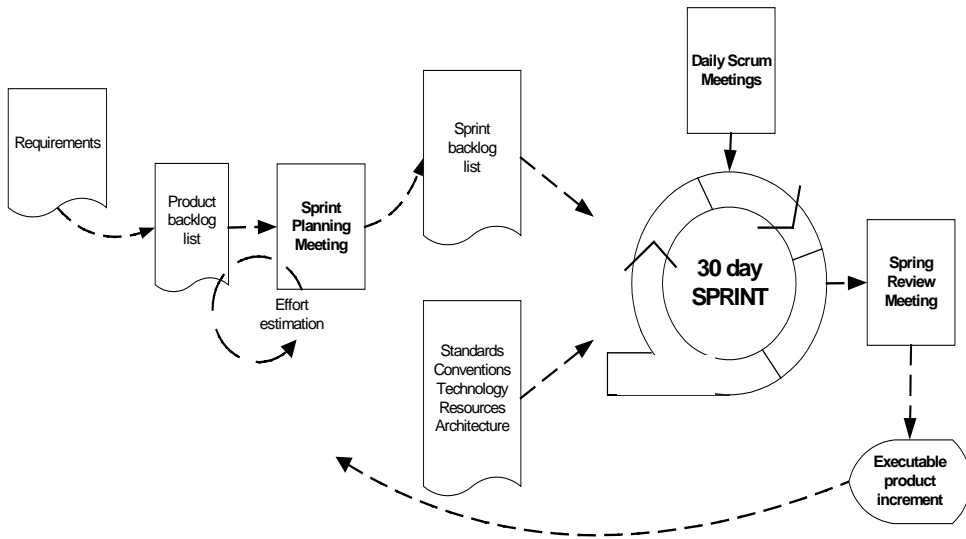 Requirements
Product
backlog
list
Sprint
Planning
Meeting
Effort
estimation
Sprint
backlog
list
Standards
Conventions
Technology
Resources
Architecture
Daily Scrum
Meetings
30 day
SPRINT
Spring
Review
Meeting
Executable
product
increment